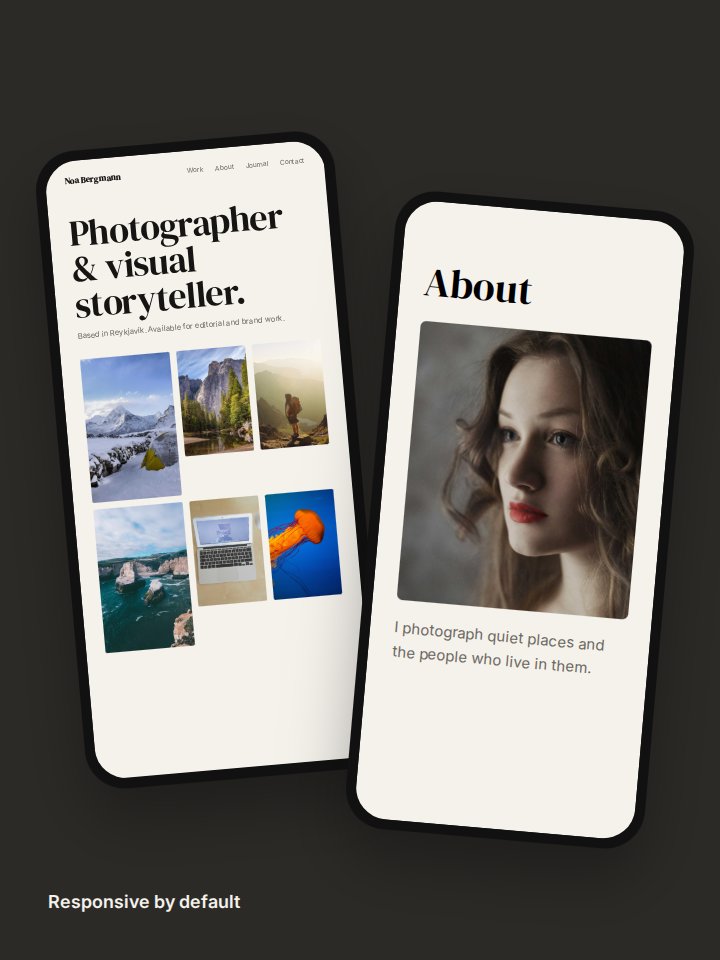 Noa Bergmann
Work About Journal Contact
Photographer
& visual
storyteller.
Based in Reykjavík. Available for editorial and brand work.
About
I photograph quiet places and
the people who live in them.
Responsive by default